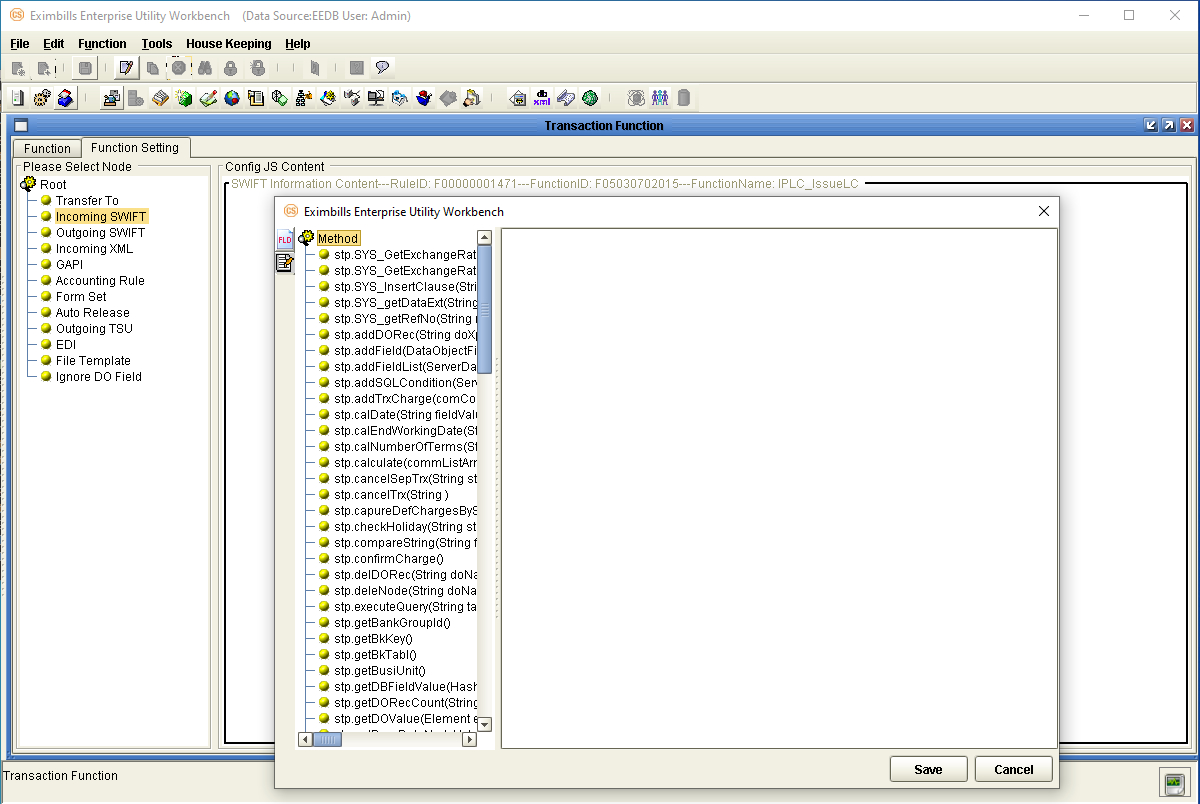 Eximbills Enterprise Utility Workbench (Data Source:EEDB User: Admin)
File Edit Function Tools House Keeping Help
db
xml
Transaction Function
Function Function Setting
Please Select Node
Root
Transfer To
Incoming SWIFT
Outgoing SWIFT
Incoming XML
GAPI
Accounting Rule
Form Set
Auto Release
Outgoing TSU
EDI
File Template
Ignore DO Field
Config JS Content
SWIFT Information Content---RuleID: F00000001471---FunctionID: F05030702015---FunctionName: IPLC_IssueLC
CS Eximbills Enterprise Utility Workbench
FLD
Method
stp.SYS_GetExchangeRat
stp.SYS_GetExchangeRat
stp.SYS_InsertClause(Stri
stp.SYS_getDataExt(String
stp.SYS_getRefNo(String
stp.addDORec(String doXp
stp.addField(DataObjectFi
stp.addFieldList(ServerDa
stp.addSQLCondition(Serv
stp.addTrxCharge(comCo
stp.calDate(String fieldValu
stp.calEndWorkingDate(St
stp.calNumberOfTerms(St
stp.calculate(commListArr
stp.cancelSepTrx(String st
stp.cancelTrx(String )
stp.capureDefChargesByS
stp.checkHoliday(String st
stp.compareString(String f
stp.confirmCharge()
stp.delDORec(String doNa
stp.deleNode(String doNa
stp.executeQuery(String ta
stp.getBankGroupId()
stp.getBkKey()
stp.getBkTabl()
stp.getBusiUnit()
stp.getDBFieldValue(Hash
stp.getDORecCount(String
stp.getDOValue(Element e
Save Cancel
Transaction Function